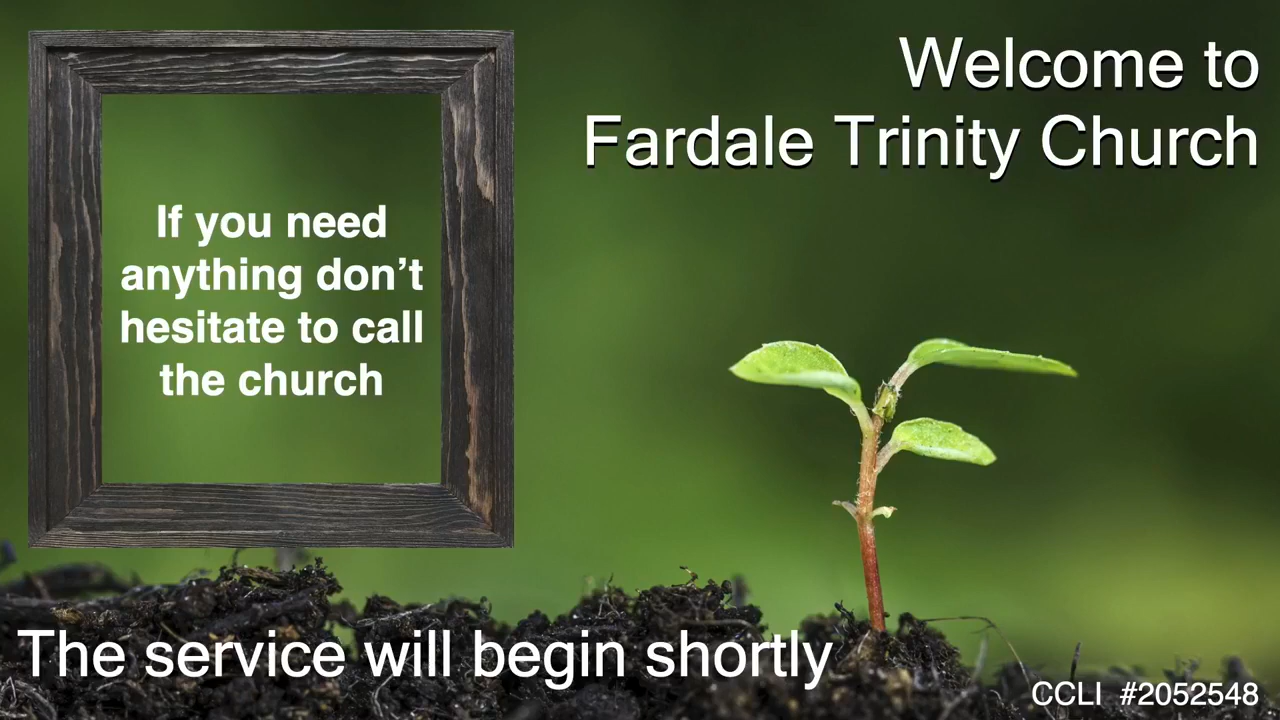 Welcome to
Fardale Trinity Church
If you need
anything don’t
hesitate to call
the church
The service will begin shortly
CCLI #2052548